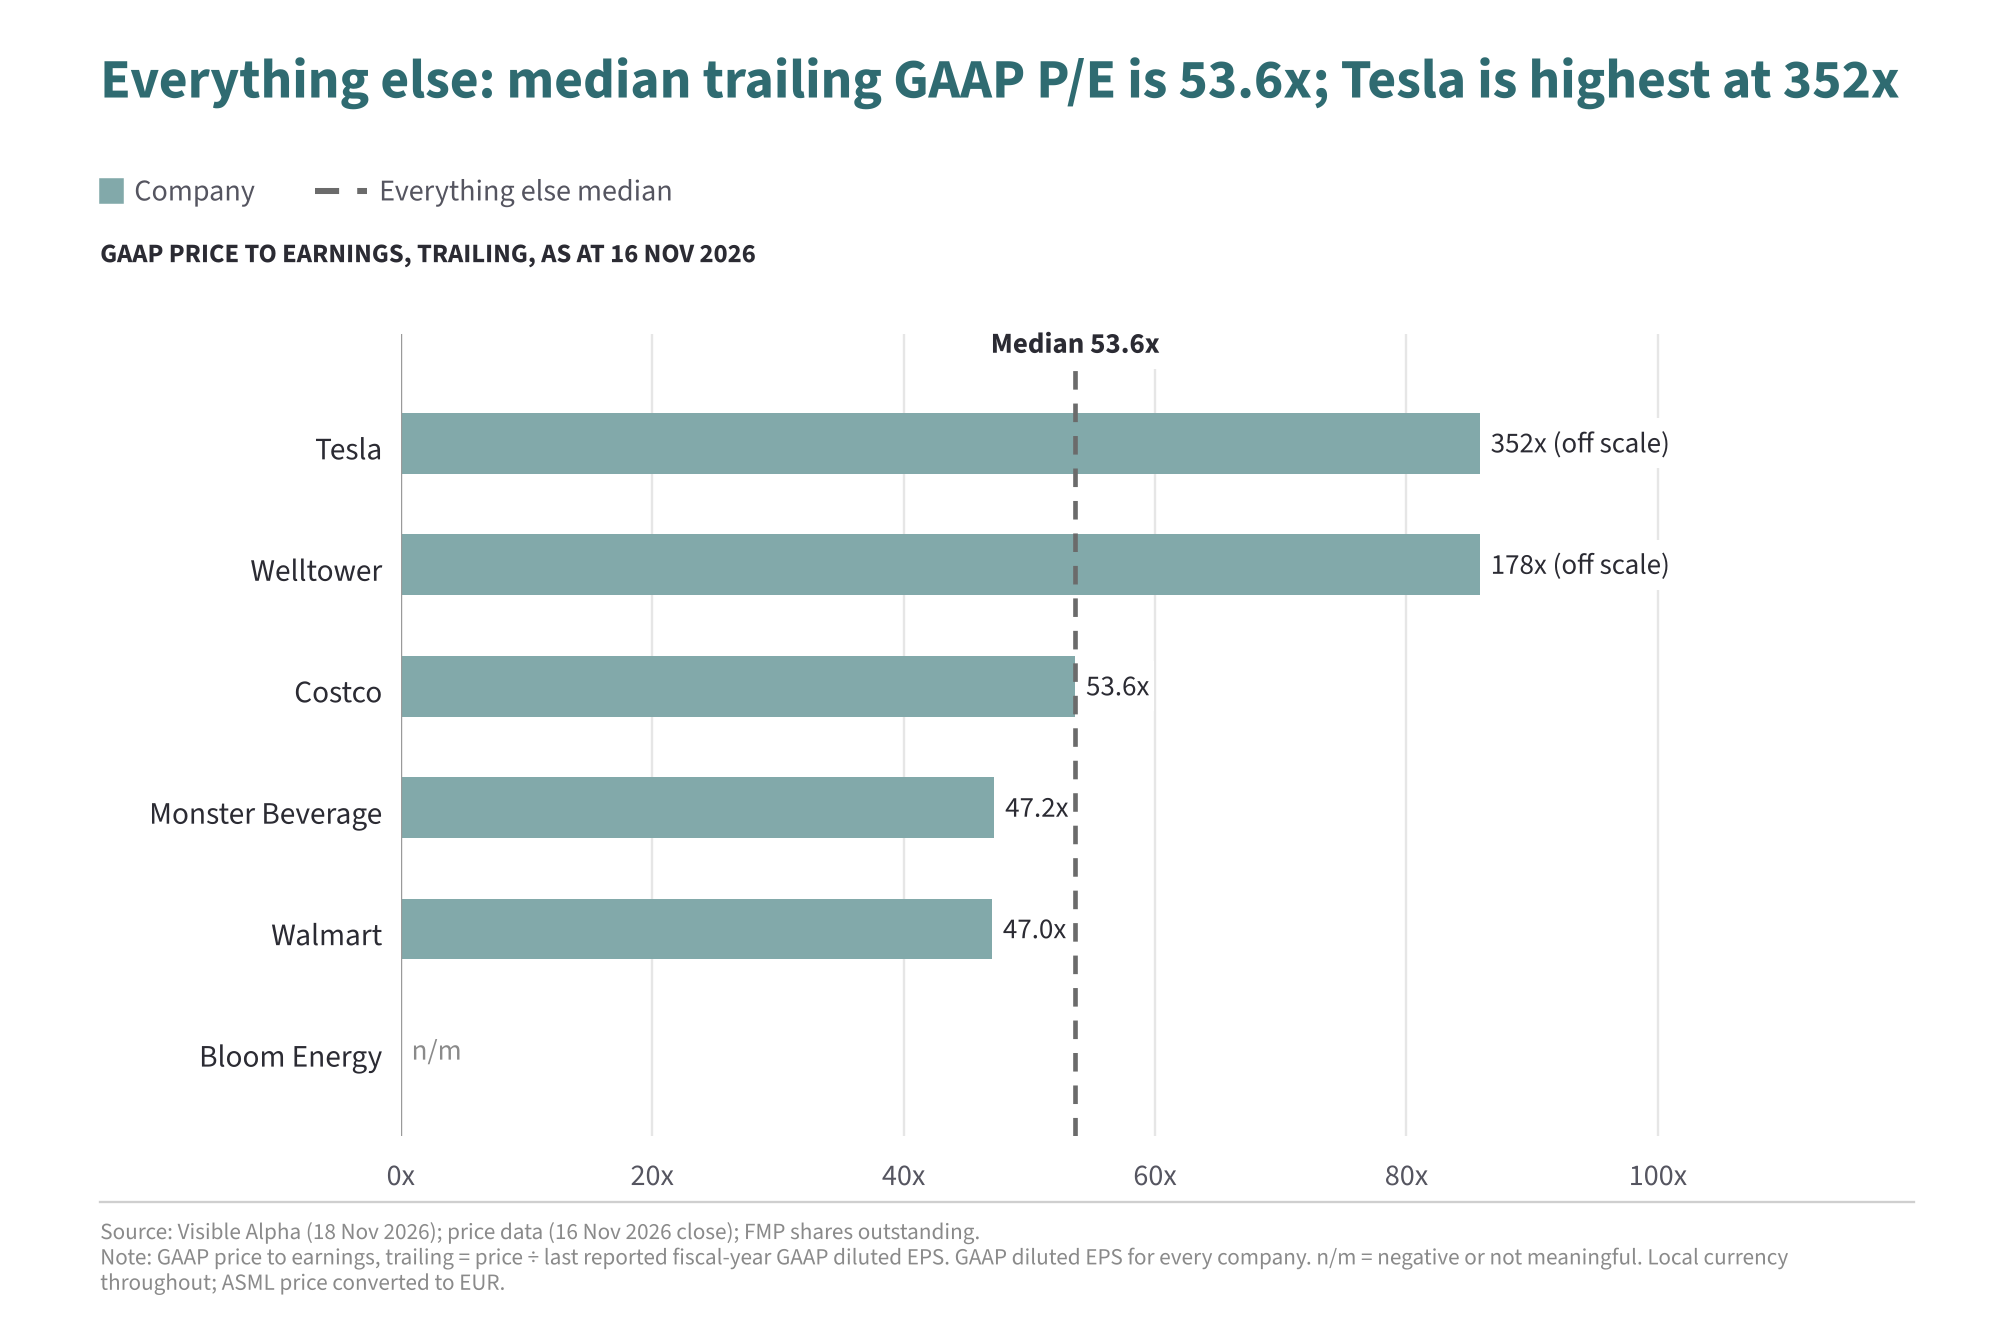 Everything else: median trailing GAAP P/E is 53.6x; Tesla is highest at 352x
Company
Everything else median
GAAP PRICE TO EARNINGS, TRAILING, AS AT 16 NOV 2026
Median 53.6x
Tesla
352x (off scale)
Welltower
178x (off scale)
Costco
53.6x
Monster Beverage
47.2x
Walmart
47.0x
Bloom Energy
n/m
0x
20x
40x
60x
80x
100x
Source: Visible Alpha (18 Nov 2026); price data (16 Nov 2026 close); FMP shares outstanding.
Note: GAAP price to earnings, trailing = price ÷ last reported fiscal-year GAAP diluted EPS. GAAP diluted EPS for every company. n/m = negative or not meaningful. Local currency
throughout; ASML price converted to EUR.